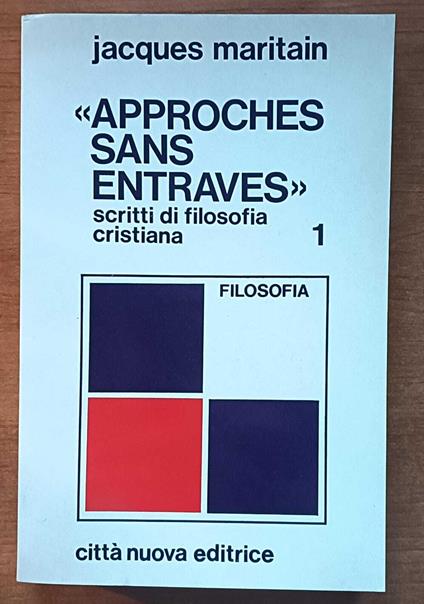 jacques maritain
«APPROCHES
SANS
ENTRAVES»
scritti di filosofia
cristiana 1
FILOSOFIA
città nuova editrice